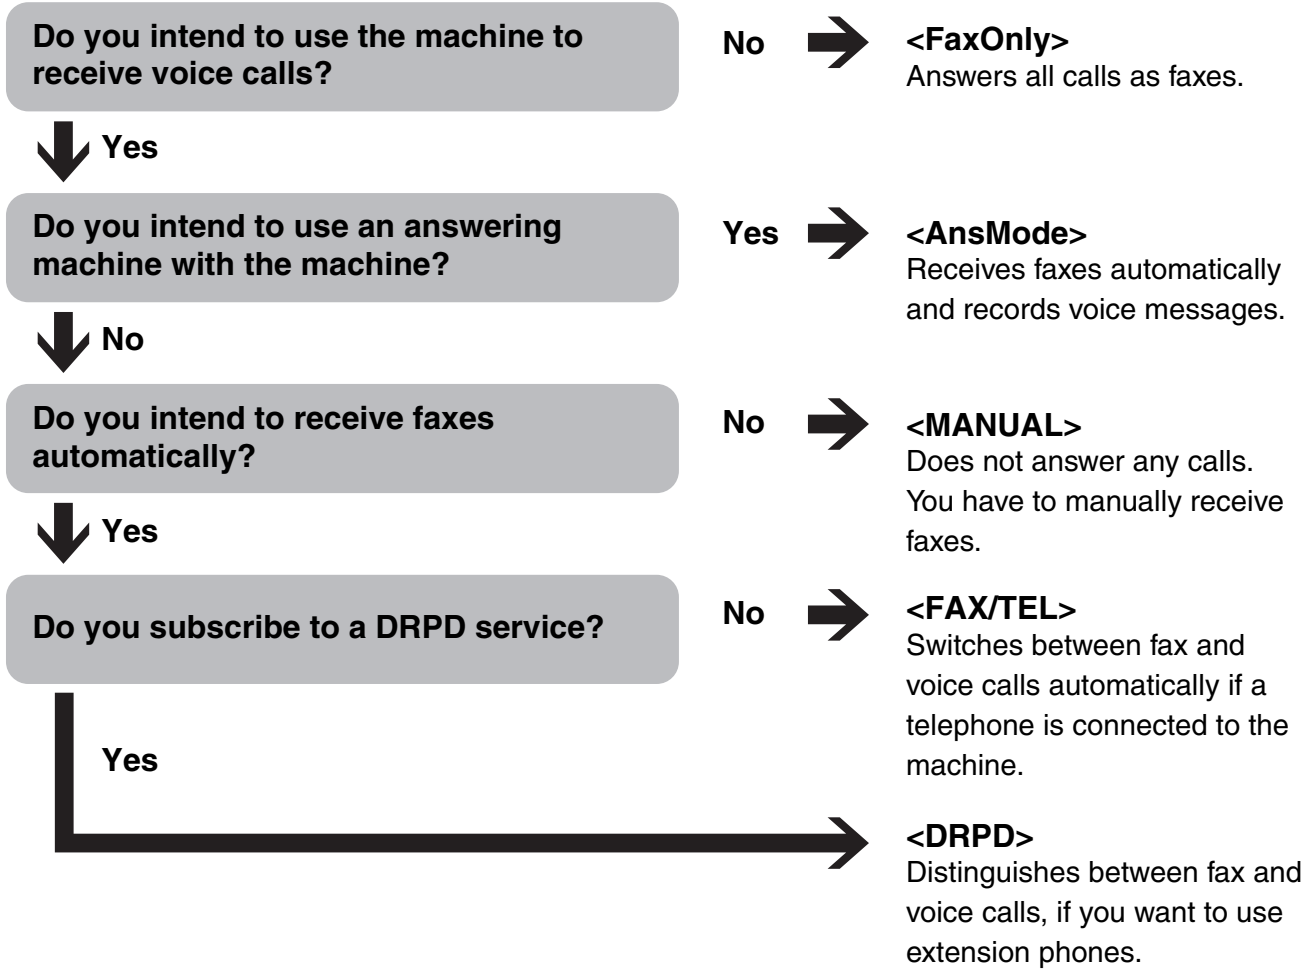 Do you intend to use the machine to
receive voice calls?
No
<FaxOnly>
Answers all calls as faxes.
Yes
Do you intend to use an answering
machine with the machine?
Yes
<AnsMode>
Receives faxes automatically
and records voice messages.
No
Do you intend to receive faxes
automatically?
No
<MANUAL>
Does not answer any calls.
You have to manually receive
faxes.
Yes
Do you subscribe to a DRPD service?
No
<FAX/TEL>
Switches between fax and
voice calls automatically if a
telephone is connected to the
machine.
Yes
<DRPD>
Distinguishes between fax and
voice calls, if you want to use
extension phones.